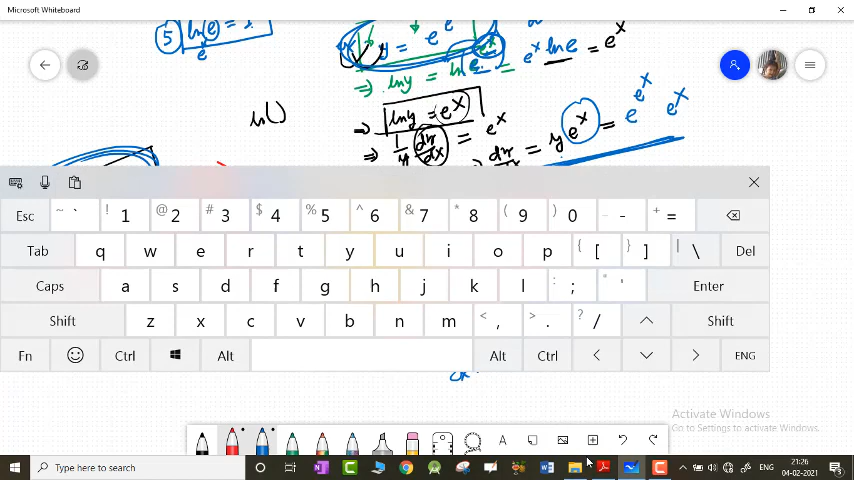 Microsoft Whiteboard
5 ln(e) = 1
e
y = e e^x
e^x ln e = e^x
⇒ ln y = ln e e^x =
ln()
⇒ ln y = e^x
⇒ 1/y dy/dx = e^x
⇒ dy/dx = y e^x = e^e^x e^x
Esc ~ ` ! 1 @ 2 # 3 $ 4 % 5 ^ 6 & 7 * 8 ( 9 ) 0 _ - + =
Tab q w e r t y u i o p { [ } ] | \ Del
Caps a s d f g h j k l : ; " ' Enter
Shift z x c v b n m < , > . ? / Shift
Fn Ctrl Alt Alt Ctrl ENG
dx
Activate Windows
Go to Settings to activate Windows.
Type here to search
ENG
21:26
04-02-2021